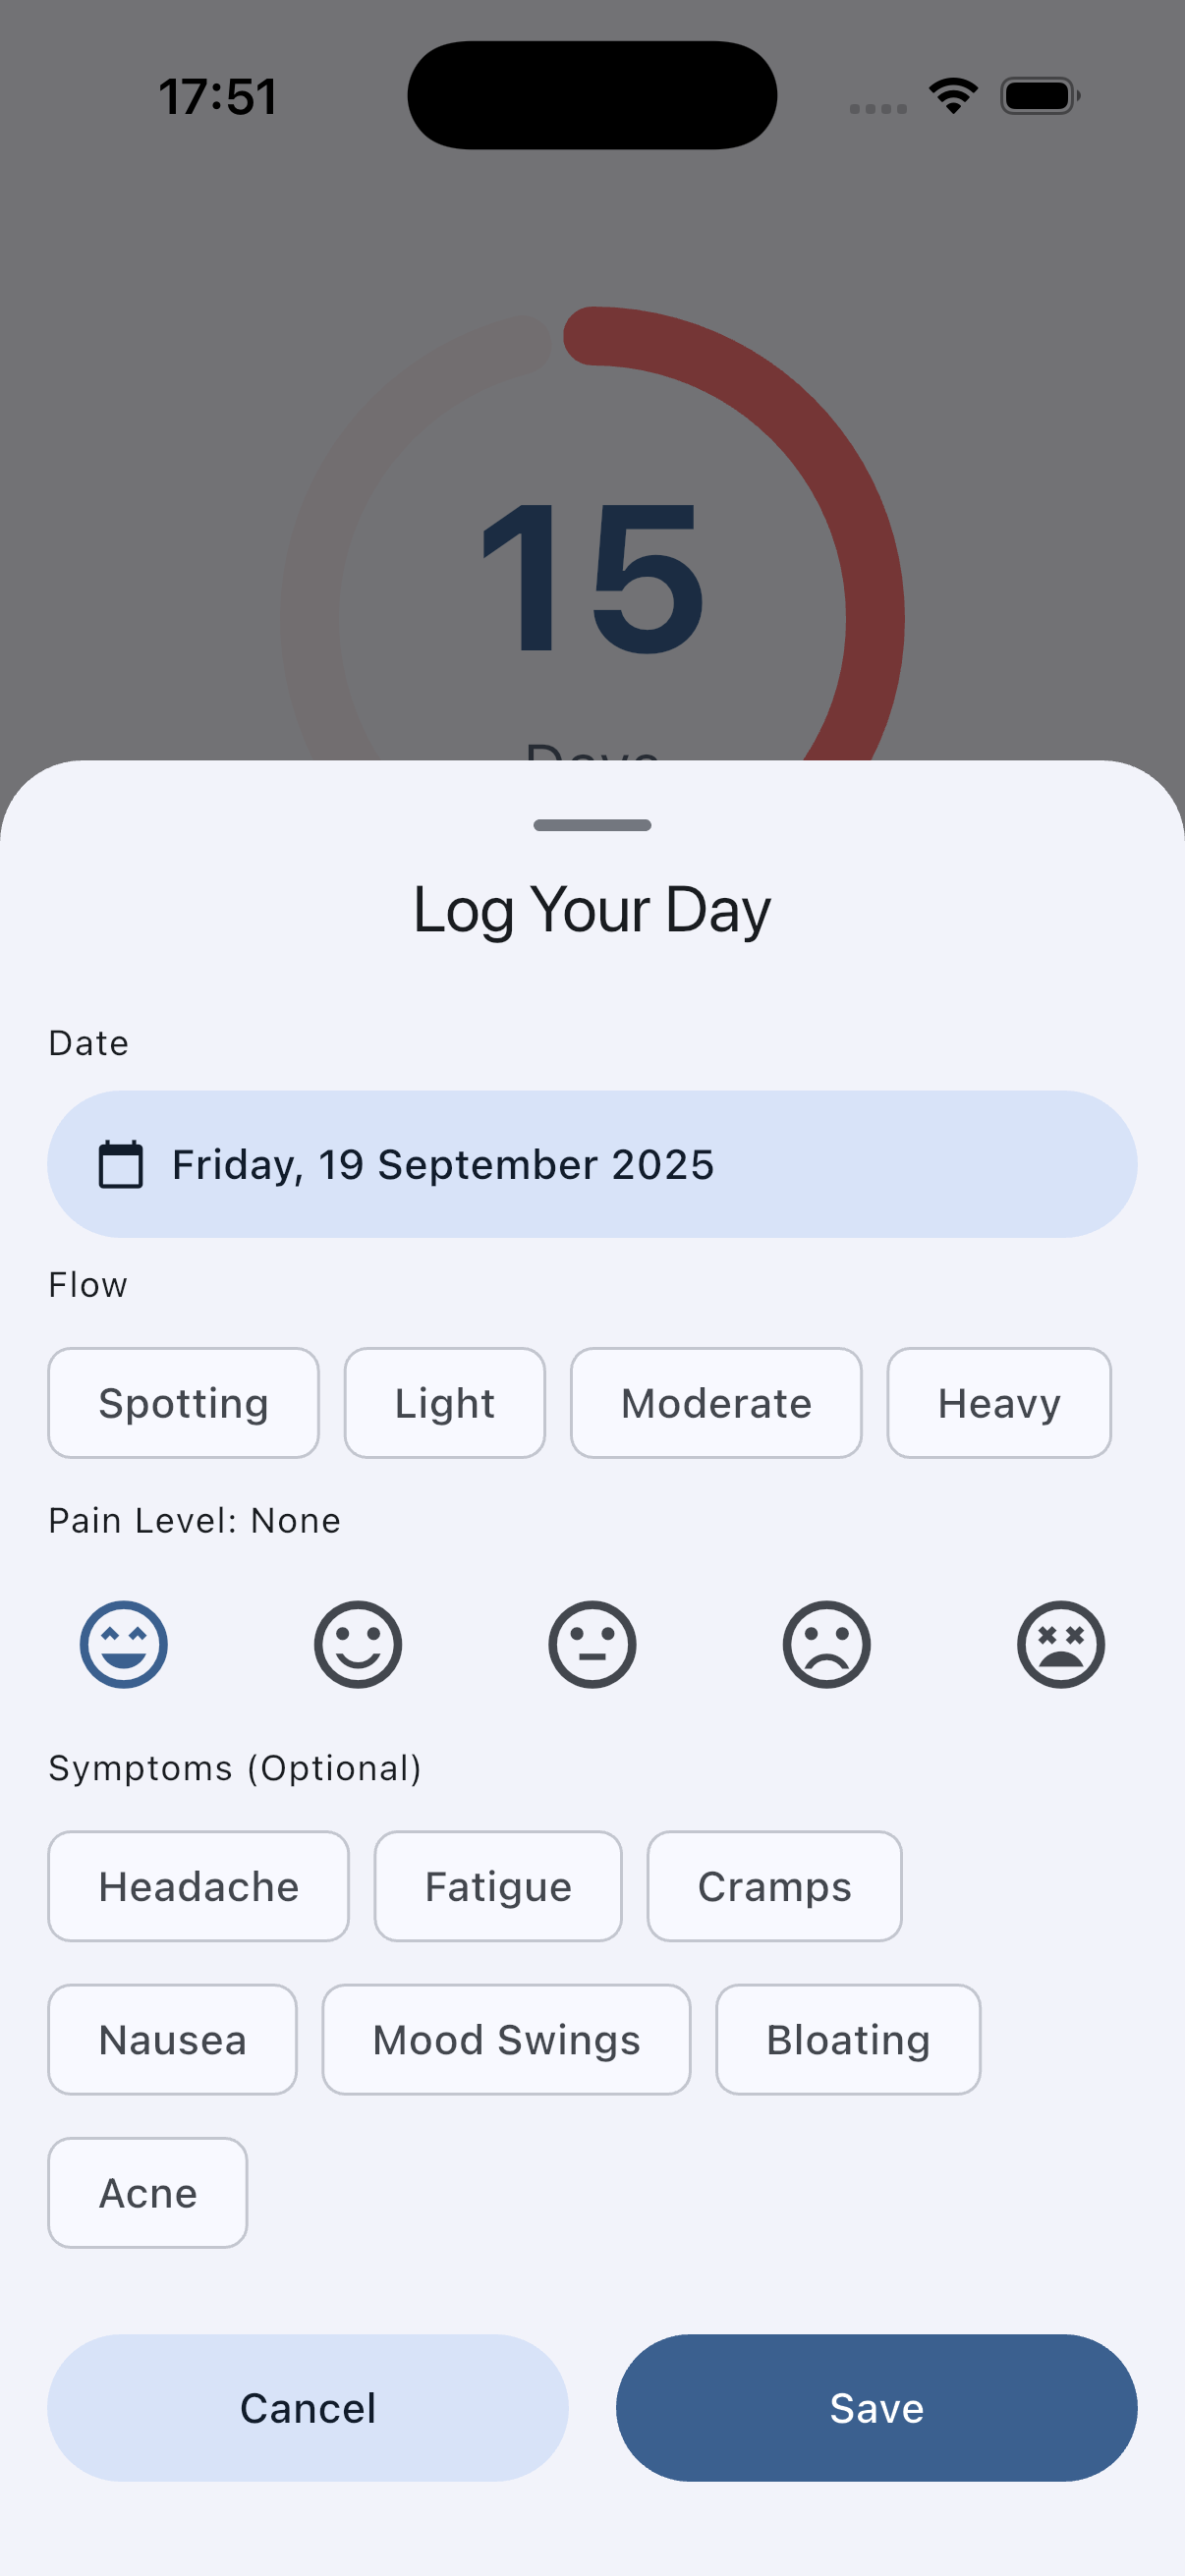 17:51
15
Days
Log Your Day
Date
Friday, 19 September 2025
Flow
Spotting Light Moderate Heavy
Pain Level: None
Symptoms (Optional)
Headache Fatigue Cramps
Nausea Mood Swings Bloating
Acne
Cancel Save